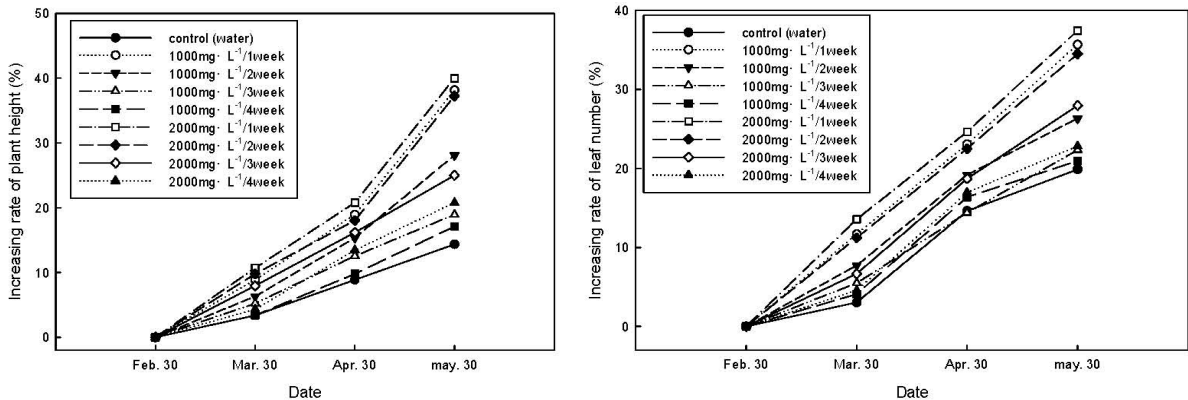 50
40
30
20
10
0
Increasing rate of plant height (%)
control (water)
1000mg· L⁻¹/1week
1000mg· L⁻¹/2week
1000mg· L⁻¹/3week
1000mg· L⁻¹/4week
2000mg· L⁻¹/1week
2000mg· L⁻¹/2week
2000mg· L⁻¹/3week
2000mg· L⁻¹/4week
Feb. 30 Mar. 30 Apr. 30 may. 30
Date
40
30
20
10
0
Increasing rate of leaf number (%)
control (water)
1000mg· L⁻¹/1week
1000mg· L⁻¹/2week
1000mg· L⁻¹/3week
1000mg· L⁻¹/4week
2000mg· L⁻¹/1week
2000mg· L⁻¹/2week
2000mg· L⁻¹/3week
2000mg· L⁻¹/4week
Feb. 30 Mar. 30 Apr. 30 may. 30
Date